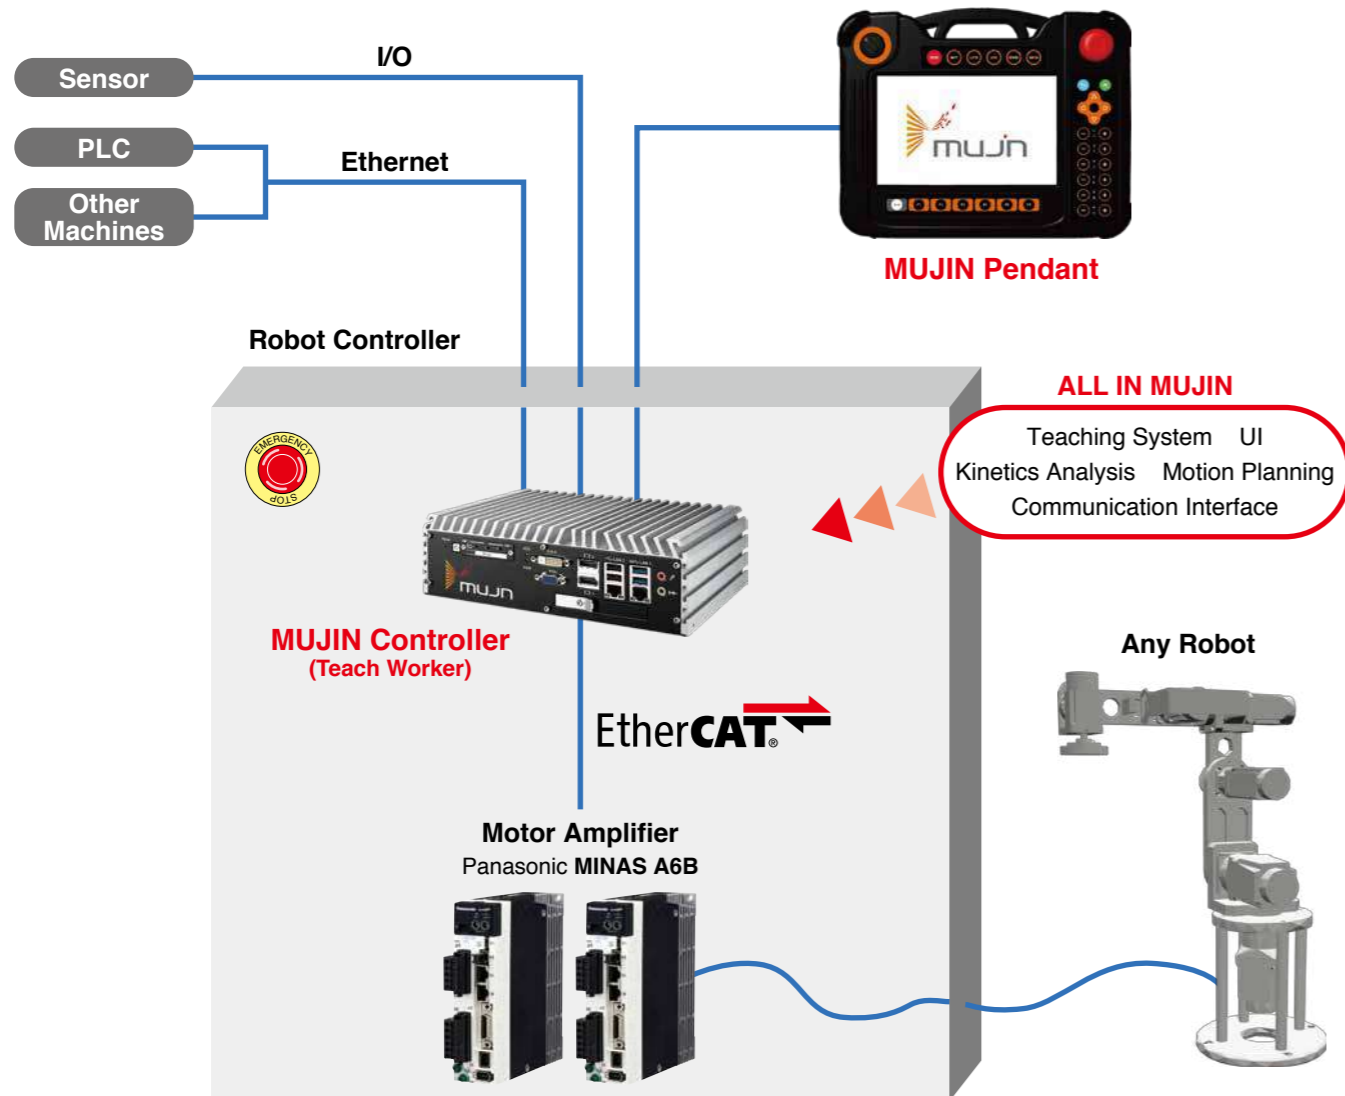 I/O
Sensor
PLC
Ethernet
Other
Machines
mujin
MUJIN Pendant
Robot Controller
ALL IN MUJIN
Teaching System UI
Kinetics Analysis Motion Planning
Communication Interface
EMERGENCY
STOP
mujin
MUJIN Controller
(Teach Worker)
Any Robot
EtherCAT®
Motor Amplifier
Panasonic MINAS A6B